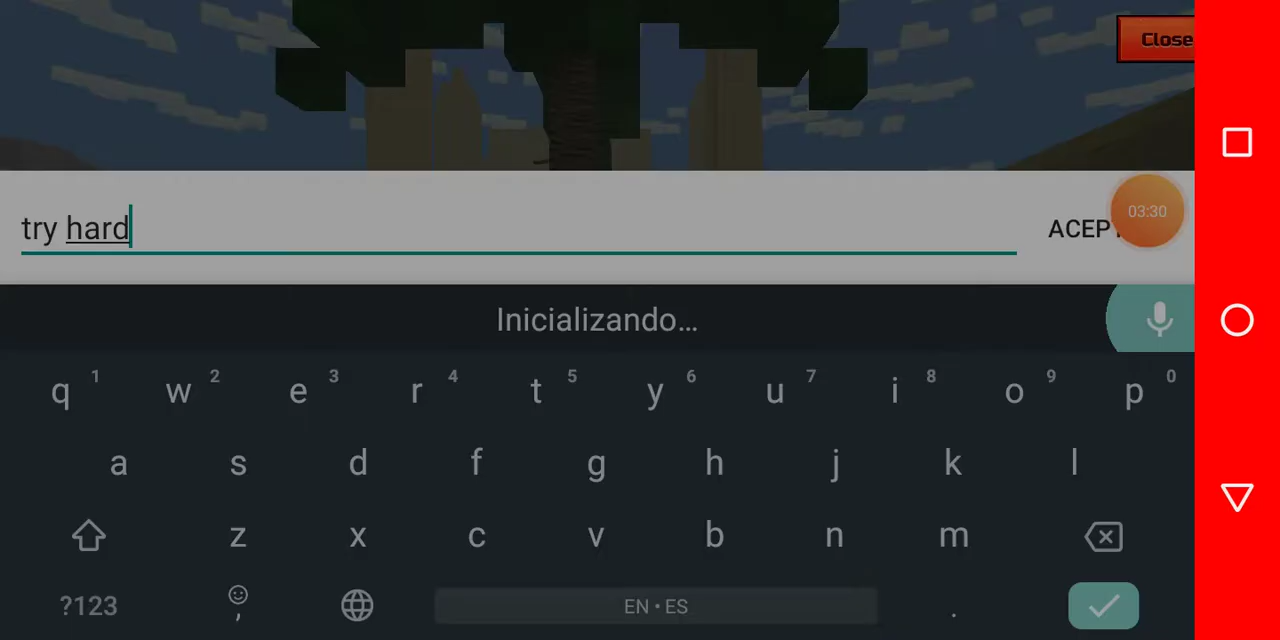 Close
try hard
ACEPT
03:30
Inicializando...
q 1 w 2 e 3 r 4 t 5 y 6 u 7 i 8 o 9 p 0
a s d f g h j k l
z x c v b n m
?123 , EN • ES .